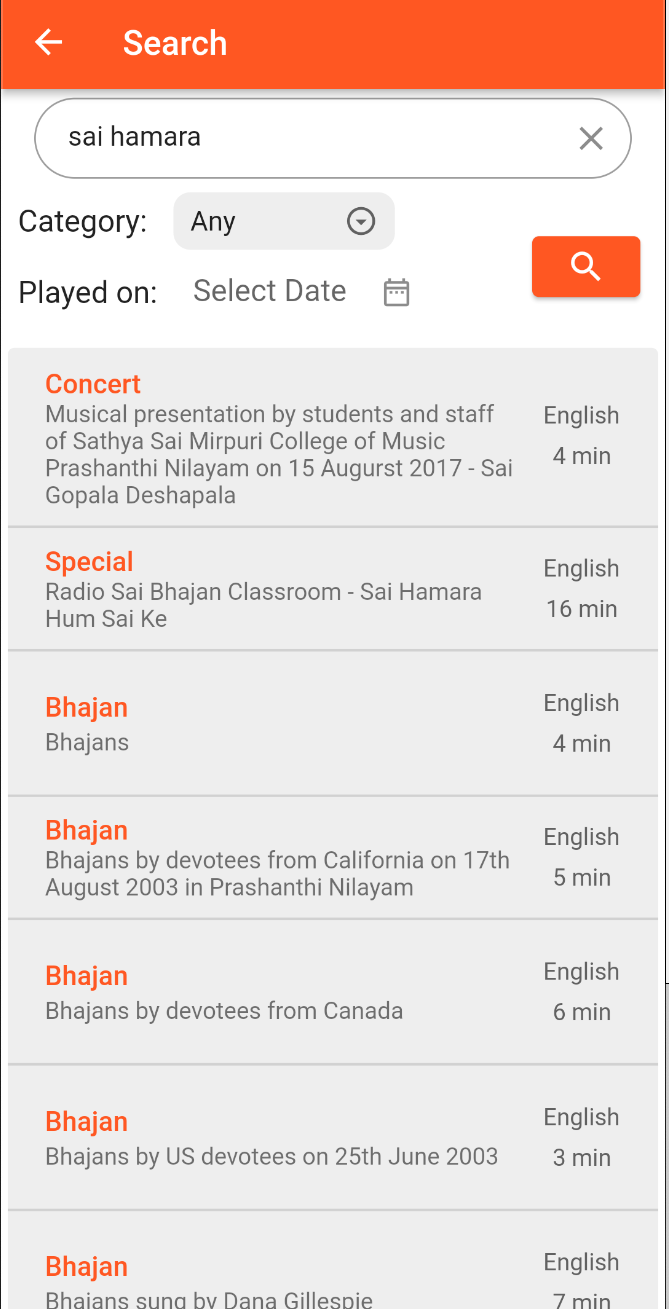 Search
sai hamara
Category: Any
Played on: Select Date
Concert
Musical presentation by students and staff
of Sathya Sai Mirpuri College of Music
Prashanthi Nilayam on 15 Augurst 2017 - Sai
Gopala Deshapala
English
4 min
Special
Radio Sai Bhajan Classroom - Sai Hamara
Hum Sai Ke
English
16 min
Bhajan
Bhajans
English
4 min
Bhajan
Bhajans by devotees from California on 17th
August 2003 in Prashanthi Nilayam
English
5 min
Bhajan
Bhajans by devotees from Canada
English
6 min
Bhajan
Bhajans by US devotees on 25th June 2003
English
3 min
Bhajan
Bhajans sung by Dana Gillespie
English
7 min